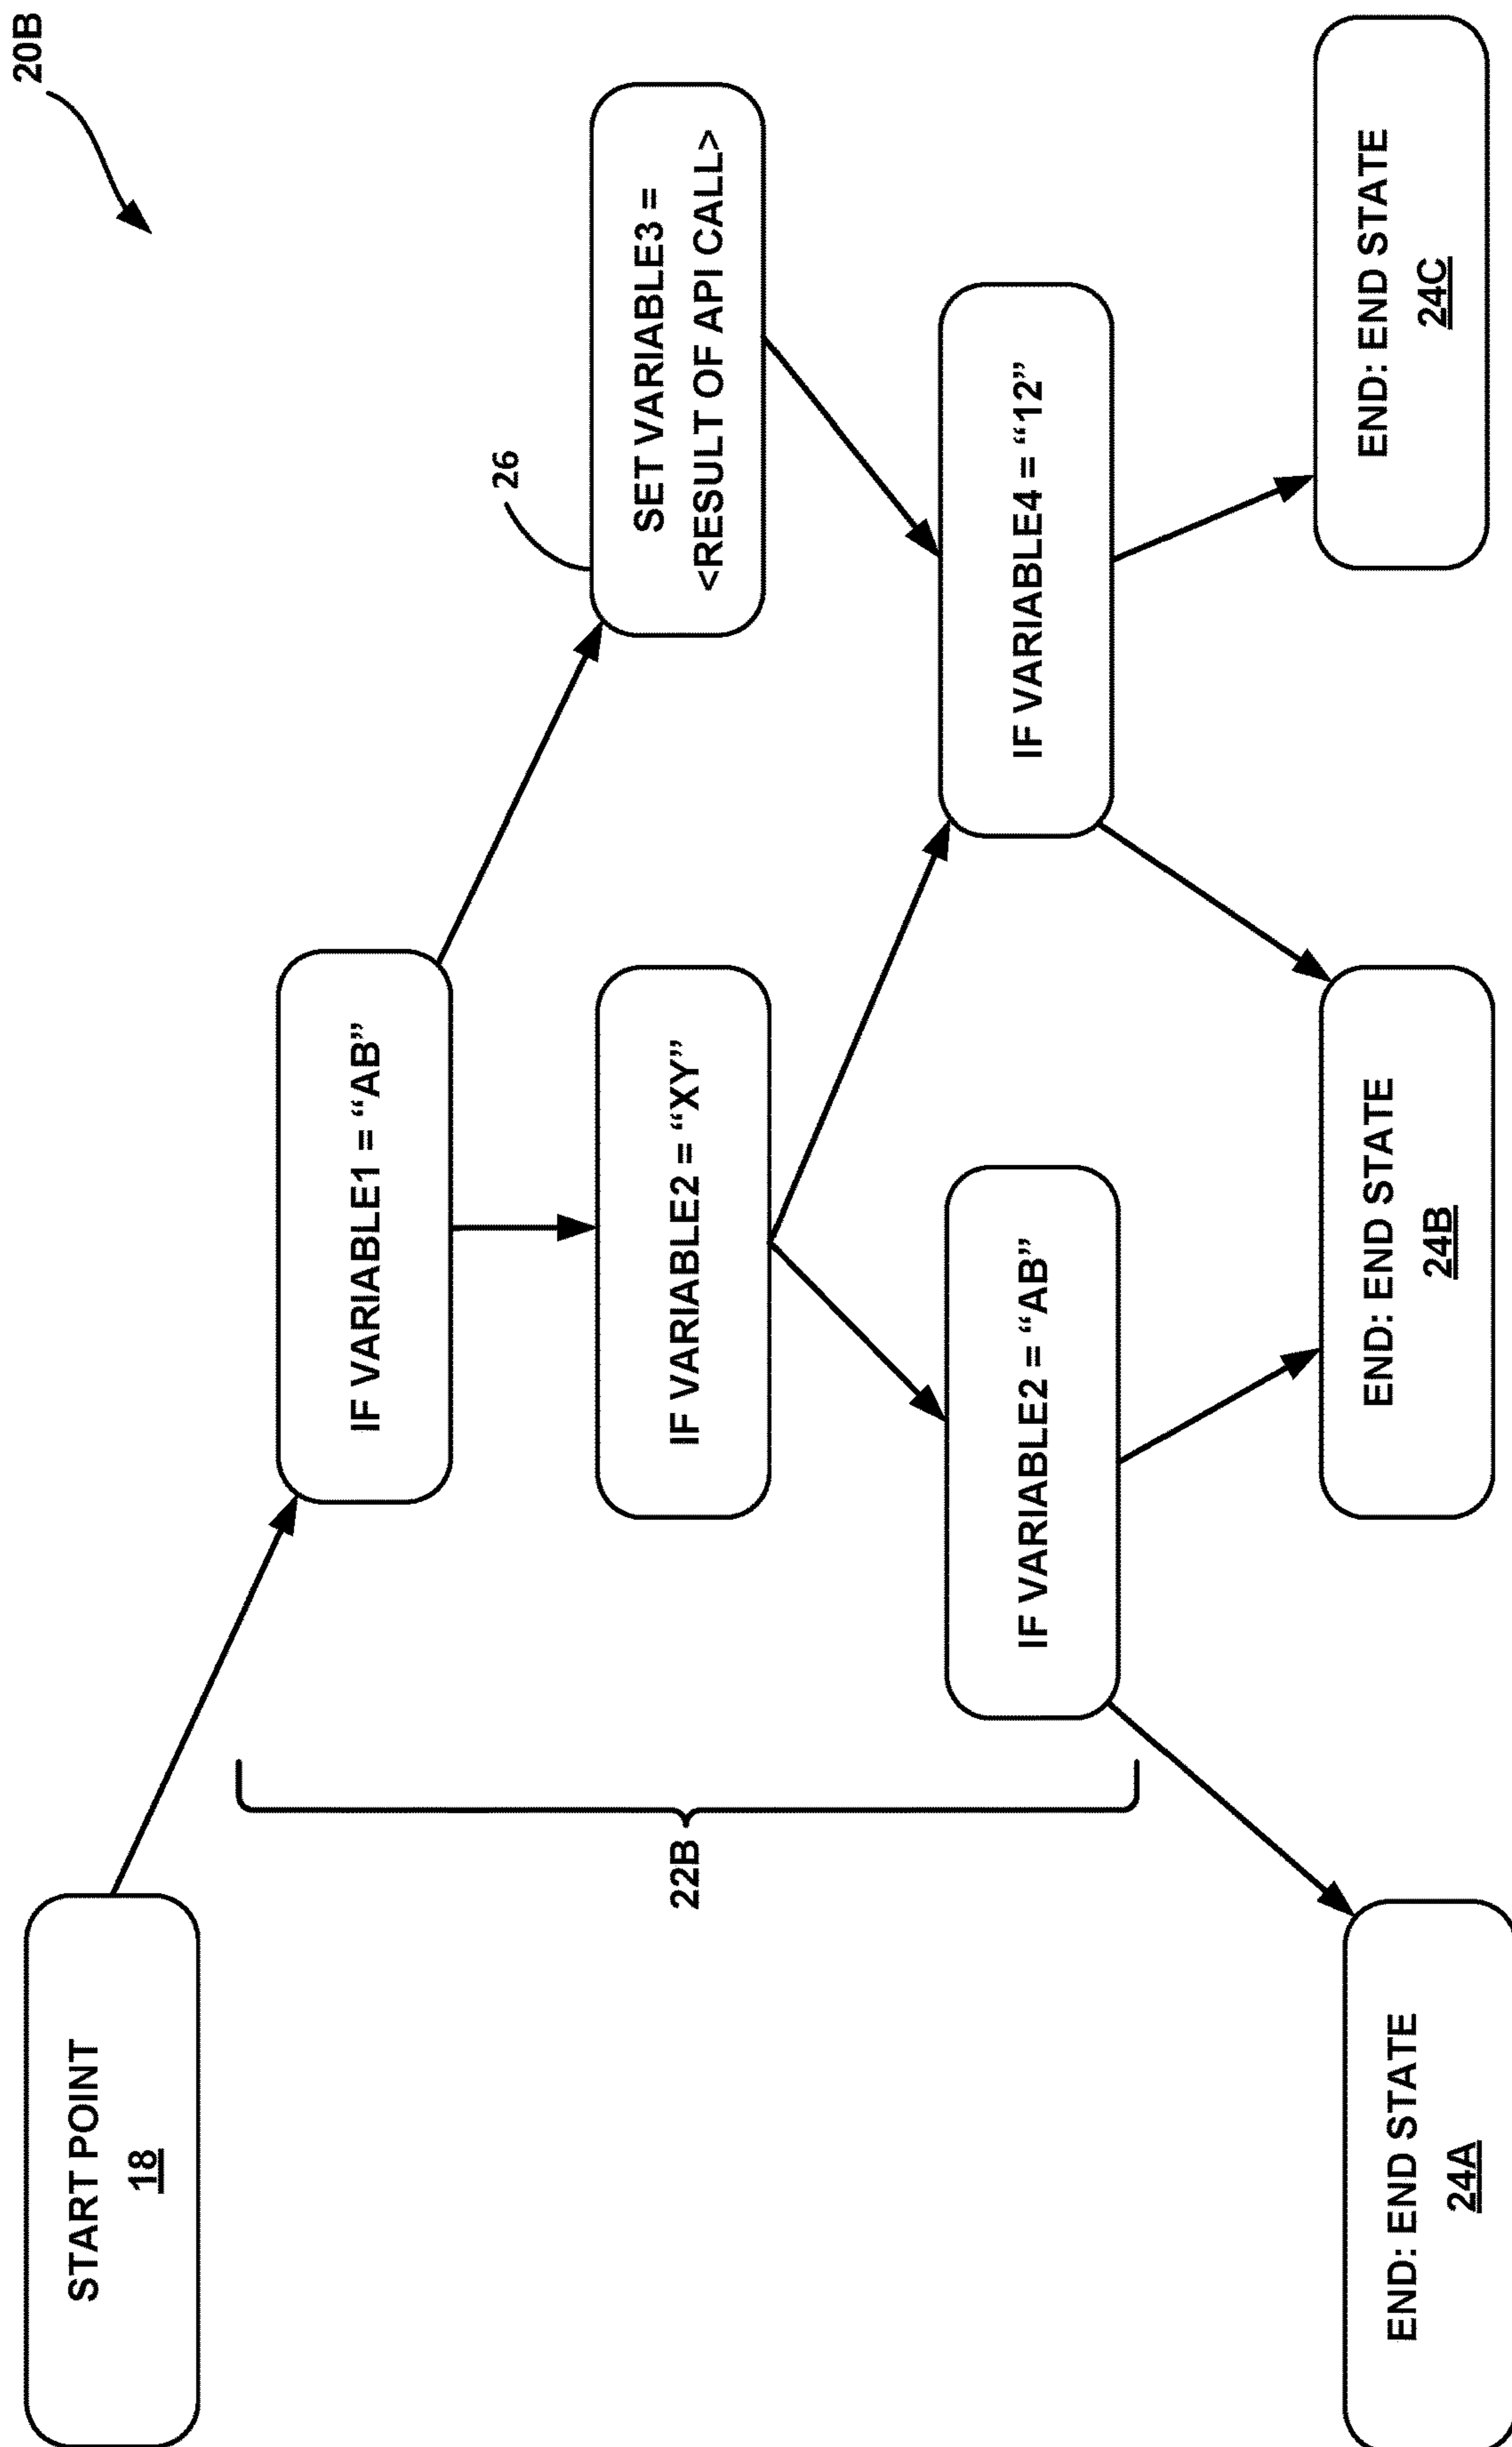 20B
START POINT
18
IF VARIABLE1 = “AB”
26
IF VARIABLE2 = “XY”
SET VARIABLE3 =
<RESULT OF API CALL>
22B
IF VARIABLE2 = “AB”
IF VARIABLE4 = “12”
END: END STATE
24A
END: END STATE
24B
END: END STATE
24C